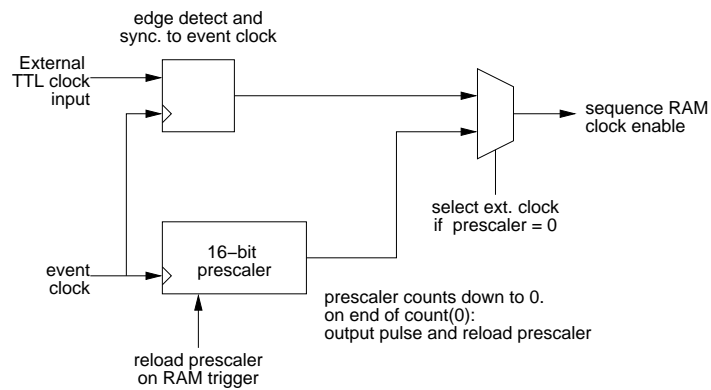 edge detect and
sync. to event clock
External
TTL clock
input
sequence RAM
clock enable
select ext. clock
if prescaler = 0
16−bit
prescaler
event
clock
prescaler counts down to 0.
on end of count(0):
output pulse and reload prescaler
reload prescaler
on RAM trigger